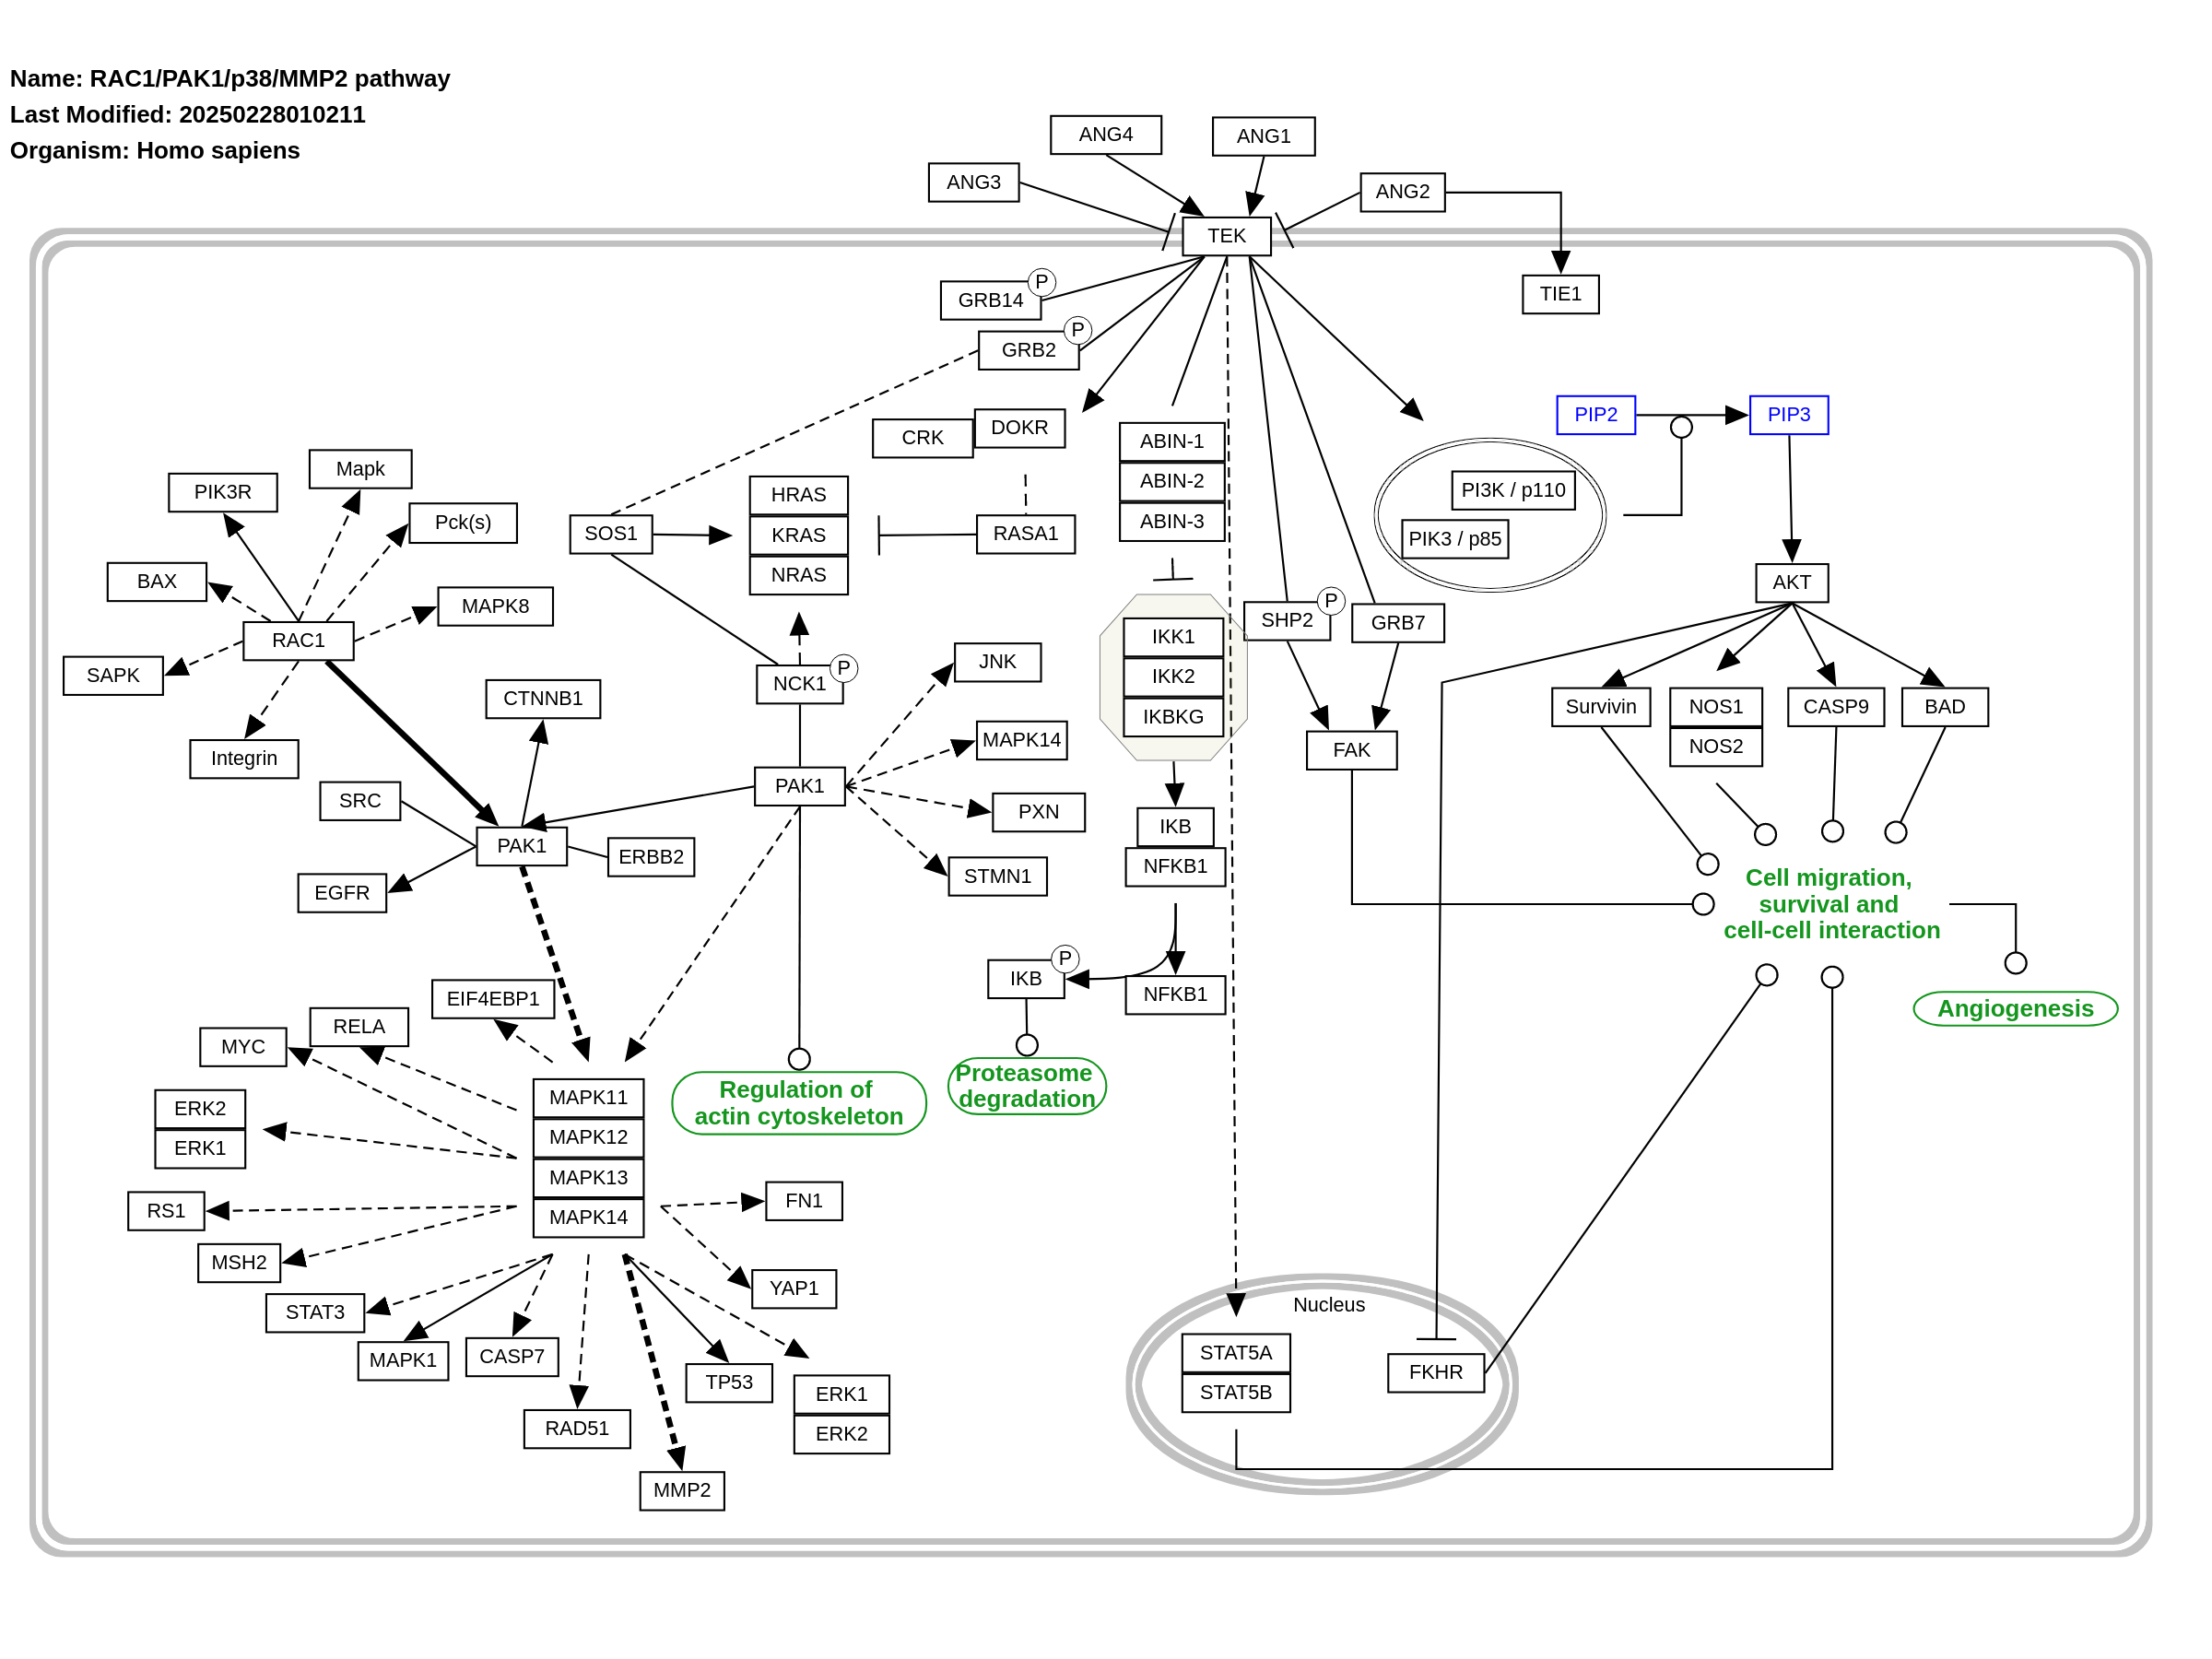 Name: RAC1/PAK1/p38/MMP2 pathway
Last Modified: 20250228010211
Organism: Homo sapiens
ANG4
ANG1
ANG3
ANG2
TEK
TIE1
GRB14
P
GRB2
P
CRK
DOKR
PIP2
PIP3
ABIN-1
ABIN-2
ABIN-3
PI3K / p110
PIK3 / p85
Mapk
PIK3R
Pck(s)
BAX
MAPK8
RAC1
SAPK
Integrin
SOS1
HRAS
KRAS
NRAS
RASA1
AKT
NCK1
P
CTNNB1
JNK
MAPK14
PXN
STMN1
IKK1
IKK2
IKBKG
SHP2
P
GRB7
FAK
Survivin
NOS1
NOS2
CASP9
BAD
SRC
PAK1
PAK1
ERBB2
EGFR
IKB
NFKB1
Cell migration,
survival and
cell-cell interaction
IKB
P
NFKB1
Angiogenesis
EIF4EBP1
RELA
MYC
ERK2
ERK1
RS1
MSH2
STAT3
MAPK1
CASP7
RAD51
MAPK11
MAPK12
MAPK13
MAPK14
Regulation of
actin cytoskeleton
Proteasome
degradation
FN1
YAP1
TP53
ERK1
ERK2
MMP2
Nucleus
STAT5A
STAT5B
FKHR